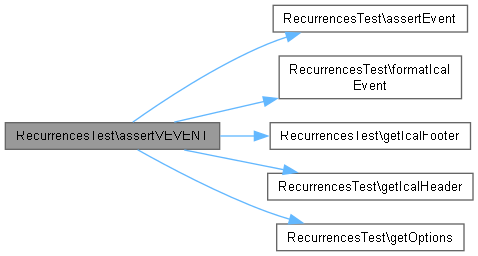 RecurrencesTest\assertEvent
RecurrencesTest\formatIcal
Event
RecurrencesTest\assertVEVENT
RecurrencesTest\getIcalFooter
RecurrencesTest\getIcalHeader
RecurrencesTest\getOptions